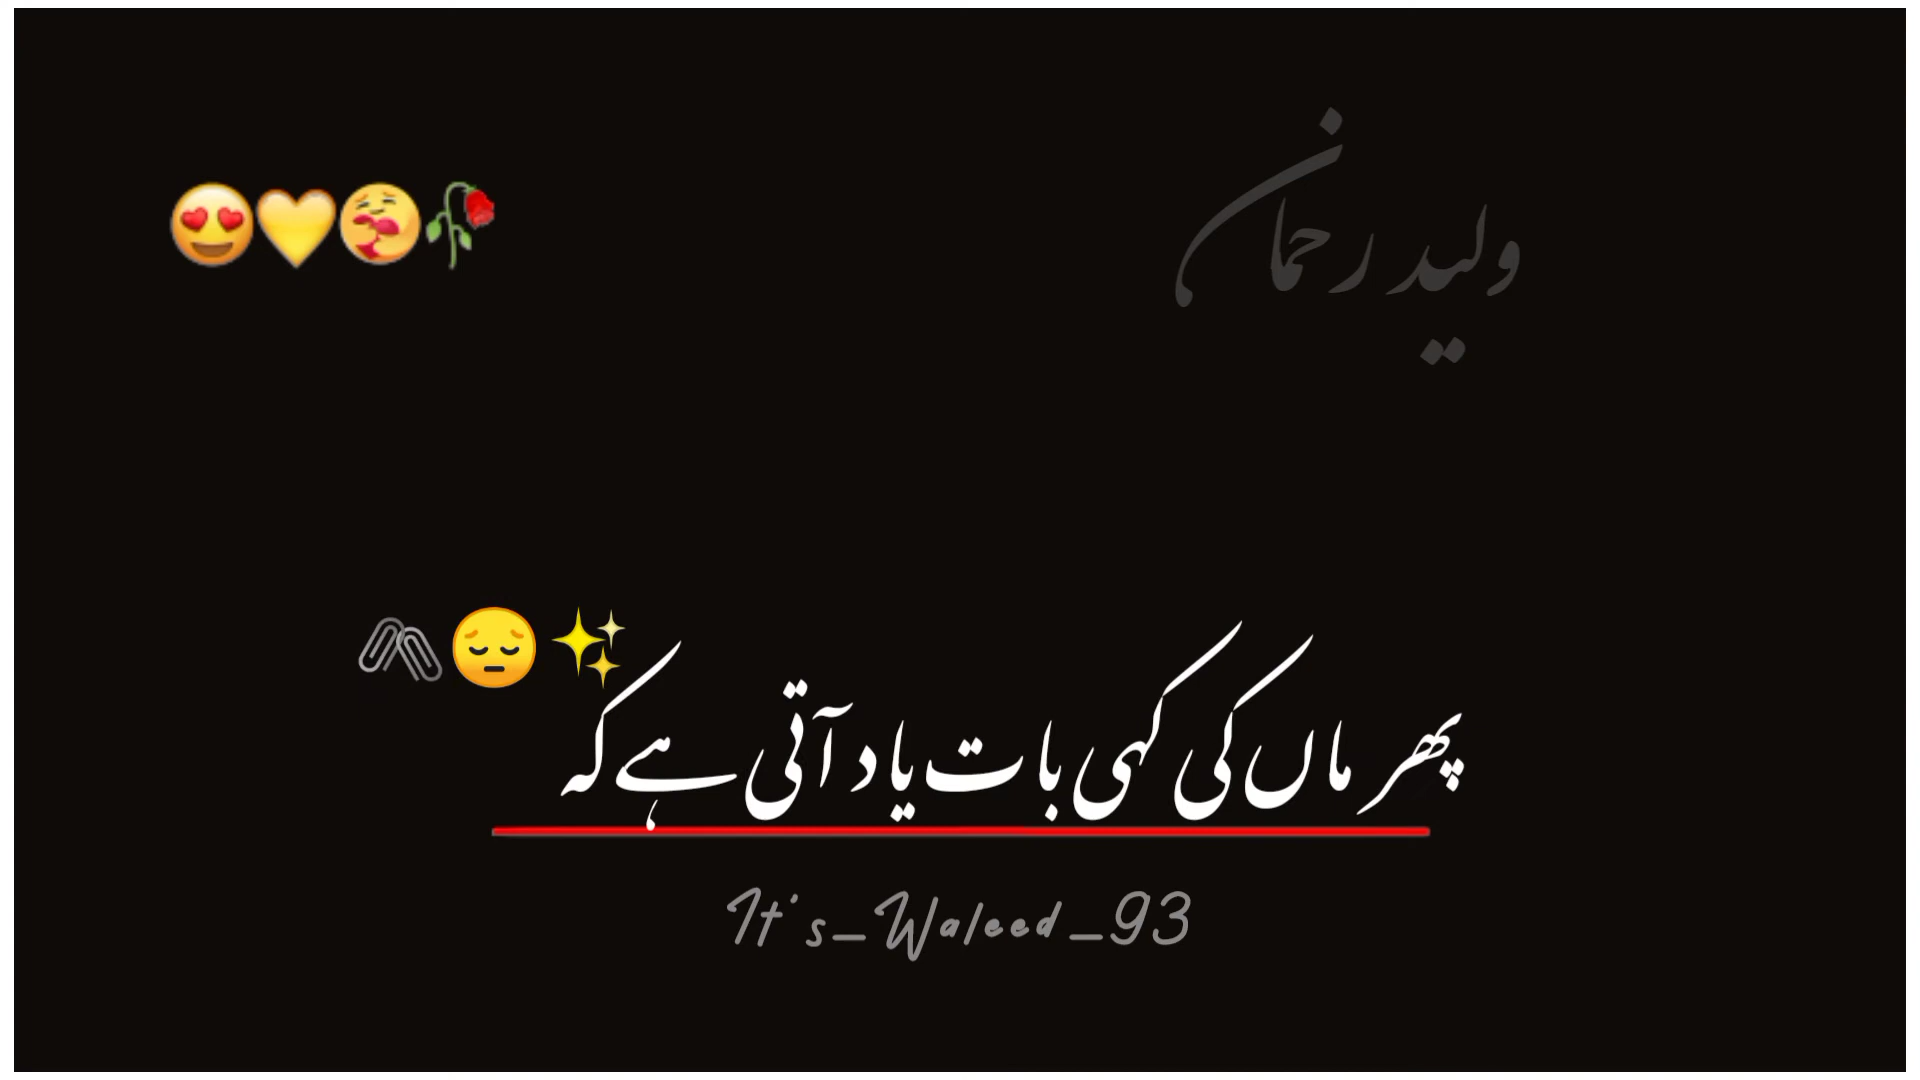 ولید رحمان
😍💛🥰🥀
پھر ماں کی کہی بات یاد آتی ہے کہ ✨😔🖇️
It's_Waleed_93